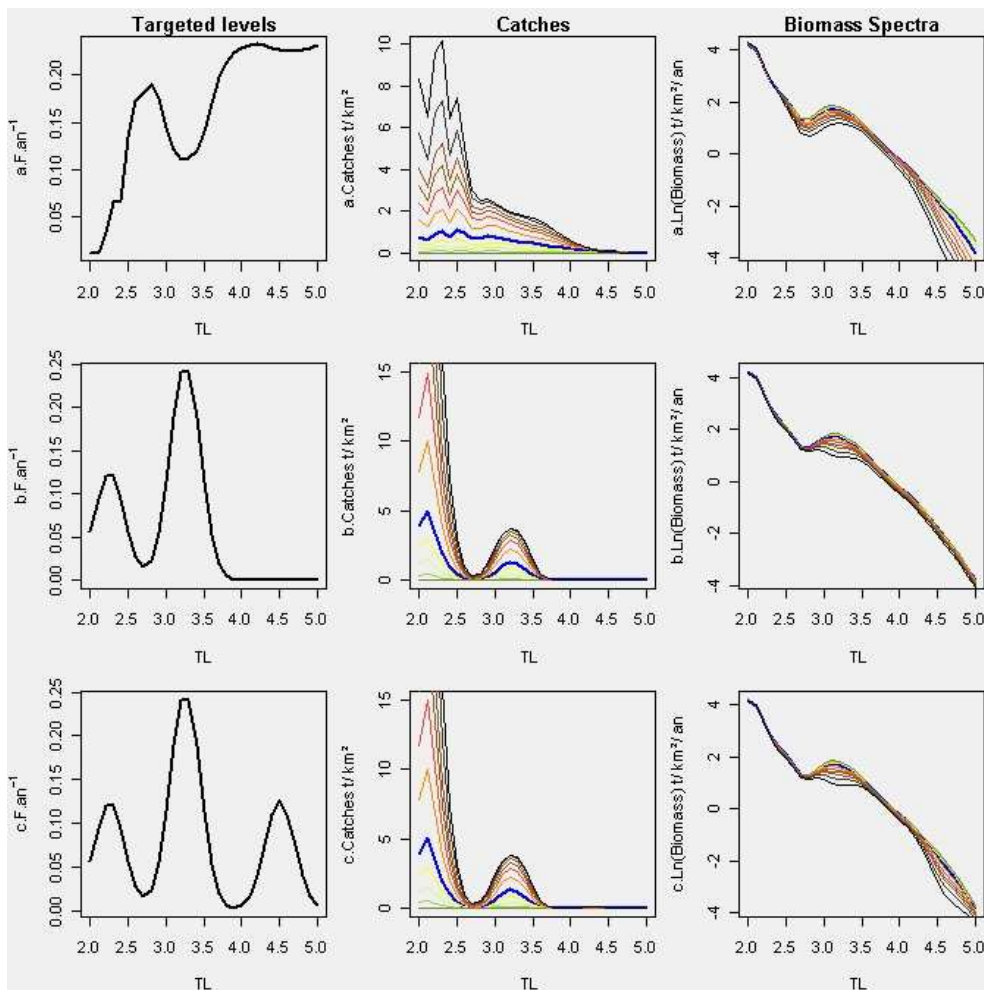 Targeted levels
Catches
Biomass Spectra
a.F.an⁻¹
0.05 0.10 0.15 0.20
2.0 2.5 3.0 3.5 4.0 4.5 5.0
TL
a.Catches t/ km²
0 2 4 6 8 10
2.0 2.5 3.0 3.5 4.0 4.5 5.0
TL
a.Ln(Biomass) t/ km²/ an
-4 -2 0 2 4
2.0 2.5 3.0 3.5 4.0 4.5 5.0
TL
b.F.an⁻¹
0.00 0.05 0.10 0.15 0.20 0.25
2.0 2.5 3.0 3.5 4.0 4.5 5.0
TL
b.Catches t/ km²
0 5 10 15
2.0 2.5 3.0 3.5 4.0 4.5 5.0
TL
b.Ln(Biomass) t/ km²/ an
-4 -2 0 2 4
2.0 2.5 3.0 3.5 4.0 4.5 5.0
TL
c.F.an⁻¹
0.00 0.05 0.10 0.15 0.20 0.25
2.0 2.5 3.0 3.5 4.0 4.5 5.0
TL
c.Catches t/ km²
0 5 10 15
2.0 2.5 3.0 3.5 4.0 4.5 5.0
TL
c.Ln(Biomass) t/ km²/ an
-4 -2 0 2 4
2.0 2.5 3.0 3.5 4.0 4.5 5.0
TL